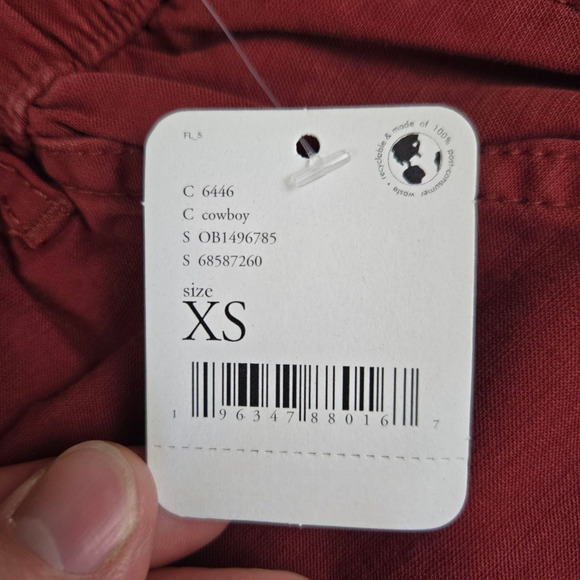 FL_5
recyclable & made of 100% post-consumer waste •
C 6446
C cowboy
S OB1496785
S 68587260
size
XS
1 96347 88016 7